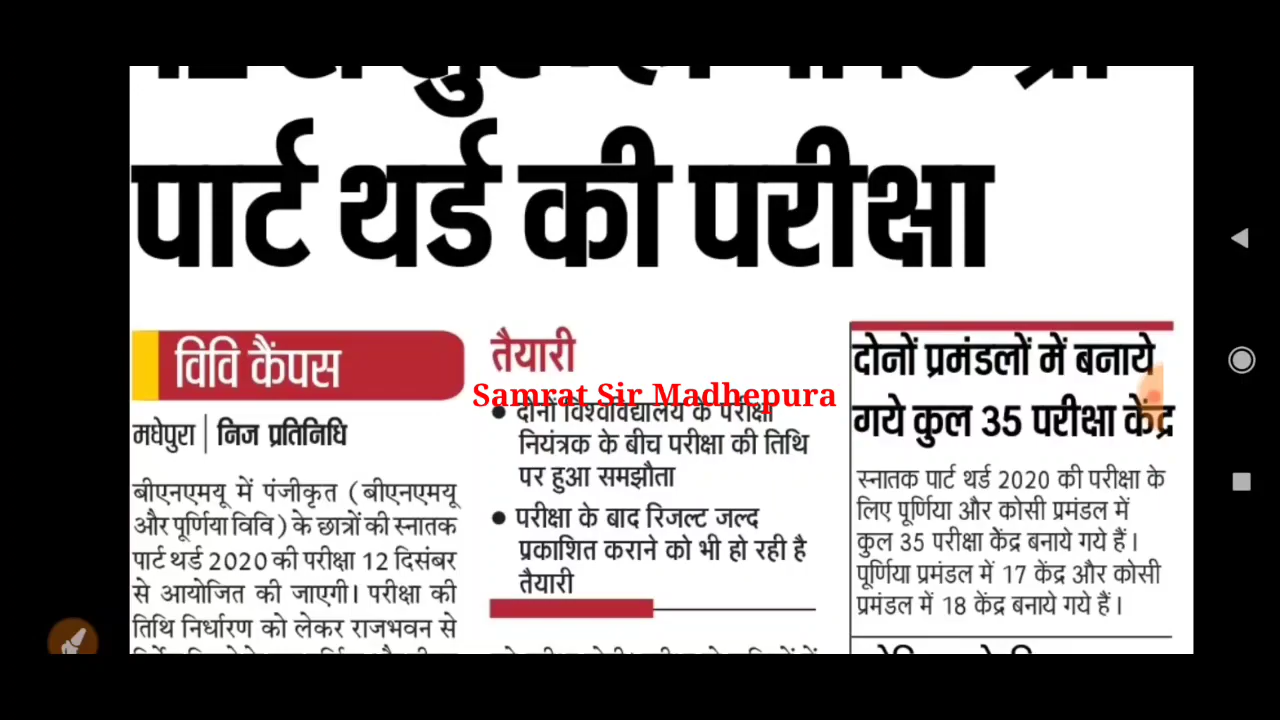 पार्ट थर्ड की परीक्षा
विवि कैंपस
मधेपुरा | निज प्रतिनिधि
बीएनएमयू में पंजीकृत (बीएनएमयू
और पूर्णिया विवि) के छात्रों की स्नातक
पार्ट थर्ड 2020 की परीक्षा 12 दिसंबर
से आयोजित की जाएगी। परीक्षा की
तिथि निर्धारण को लेकर राजभवन से
तैयारी
Samrat Sir Madhepura
● दोनों विश्वविद्यालय के परीक्षा
नियंत्रक के बीच परीक्षा की तिथि
पर हुआ समझौता
● परीक्षा के बाद रिजल्ट जल्द
प्रकाशित कराने को भी हो रही है
तैयारी
दोनों प्रमंडलों में बनाये
गये कुल 35 परीक्षा केंद्र
स्नातक पार्ट थर्ड 2020 की परीक्षा के
लिए पूर्णिया और कोसी प्रमंडल में
कुल 35 परीक्षा केंद्र बनाये गये हैं।
पूर्णिया प्रमंडल में 17 केंद्र और कोसी
प्रमंडल में 18 केंद्र बनाये गये हैं।